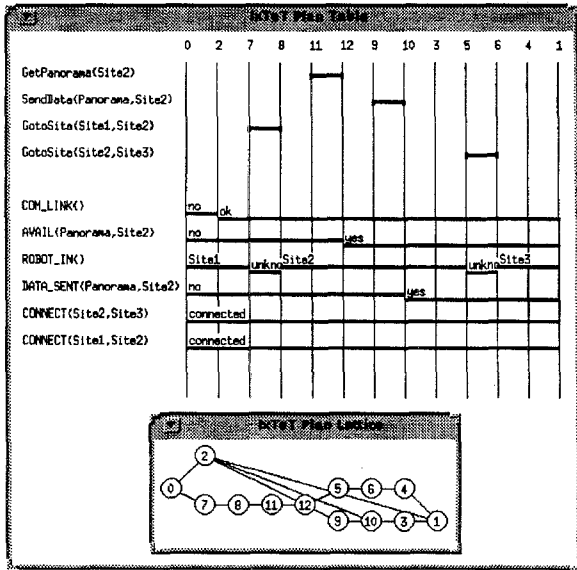 IxTeT Plan Table
0 2 7 8 11 12 9 10 3 5 6 4 1
GetPanorama(Site2)
SendData(Panorama,Site2)
GotoSite(Site1,Site2)
GotoSite(Site2,Site3)
COM_LINK() no ok
AVAIL(Panorama,Site2) no yes
ROBOT_IN() Site1 unkno Site2 unkno Site3
DATA_SENT(Panorama,Site2) no yes
CONNECT(Site2,Site3) connected
CONNECT(Site1,Site2) connected
IxTeT Plan Lattice
2
0 5 6 4
7 8 11 12
9 10 3 1